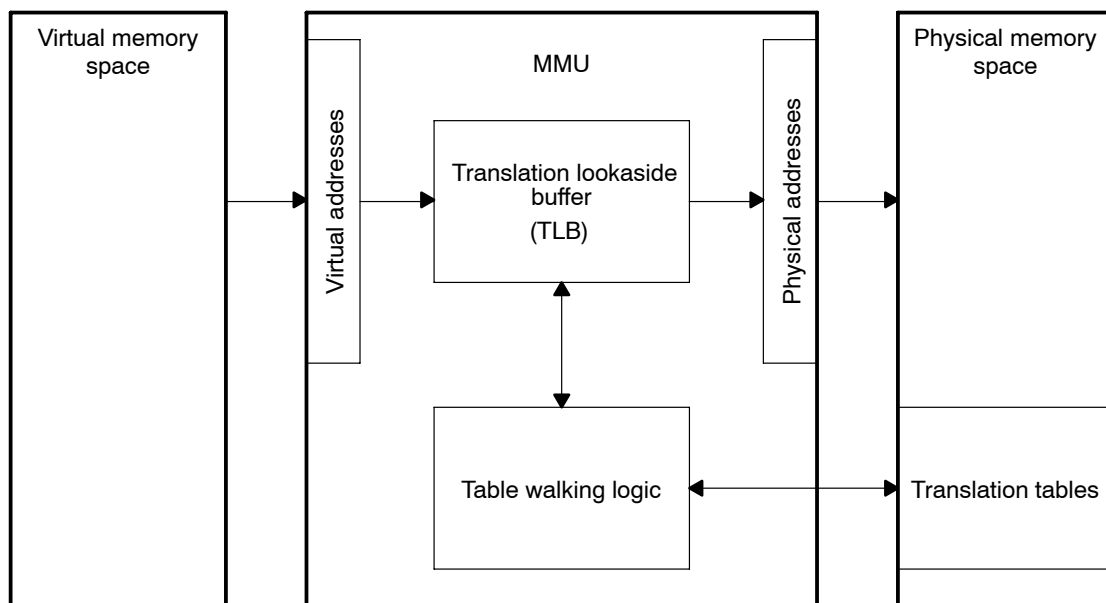 Virtual memory
space
MMU
Physical memory
space
Virtual addresses
Translation lookaside
buffer
(TLB)
Physical addresses
Table walking logic
Translation tables